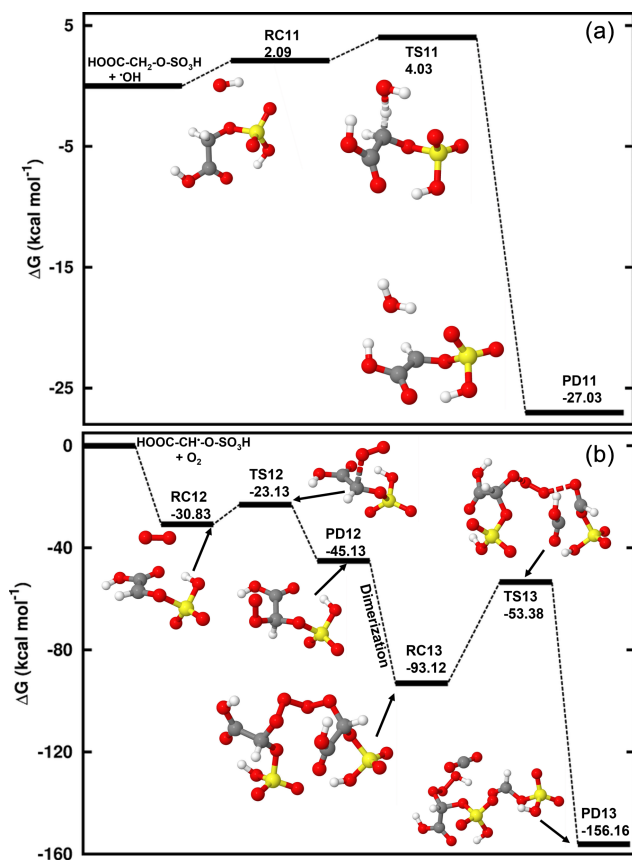 5
-5
-15
-25
ΔG (kcal mol⁻¹)
(a)
HOOC-CH₂-O-SO₃H
+ ·OH
RC11
2.09
TS11
4.03
PD11
-27.03
0
-40
-80
-120
-160
ΔG (kcal mol⁻¹)
(b)
HOOC-CH·-O-SO₃H
+ O₂
RC12
-30.83
TS12
-23.13
PD12
-45.13
Dimerization
RC13
-93.12
TS13
-53.38
PD13
-156.16